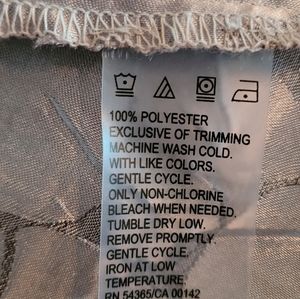 100% POLYESTER
EXCLUSIVE OF TRIMMING
MACHINE WASH COLD.
WITH LIKE COLORS.
GENTLE CYCLE.
ONLY NON-CHLORINE
BLEACH WHEN NEEDED.
TUMBLE DRY LOW.
REMOVE PROMPTLY.
GENTLE CYCLE.
IRON AT LOW
TEMPERATURE.
RN 54365/CA 00142